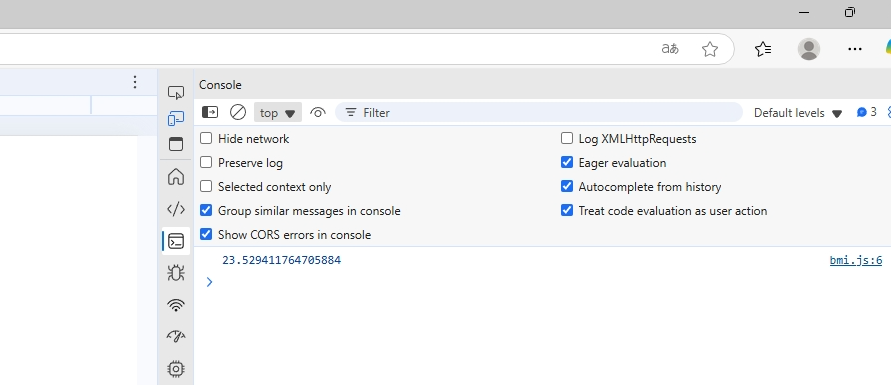 aあ
Console
top Filter Default levels 3
Hide network Log XMLHttpRequests
Preserve log Eager evaluation
Selected context only Autocomplete from history
Group similar messages in console Treat code evaluation as user action
Show CORS errors in console
23.529411764705884 bmi.js:6